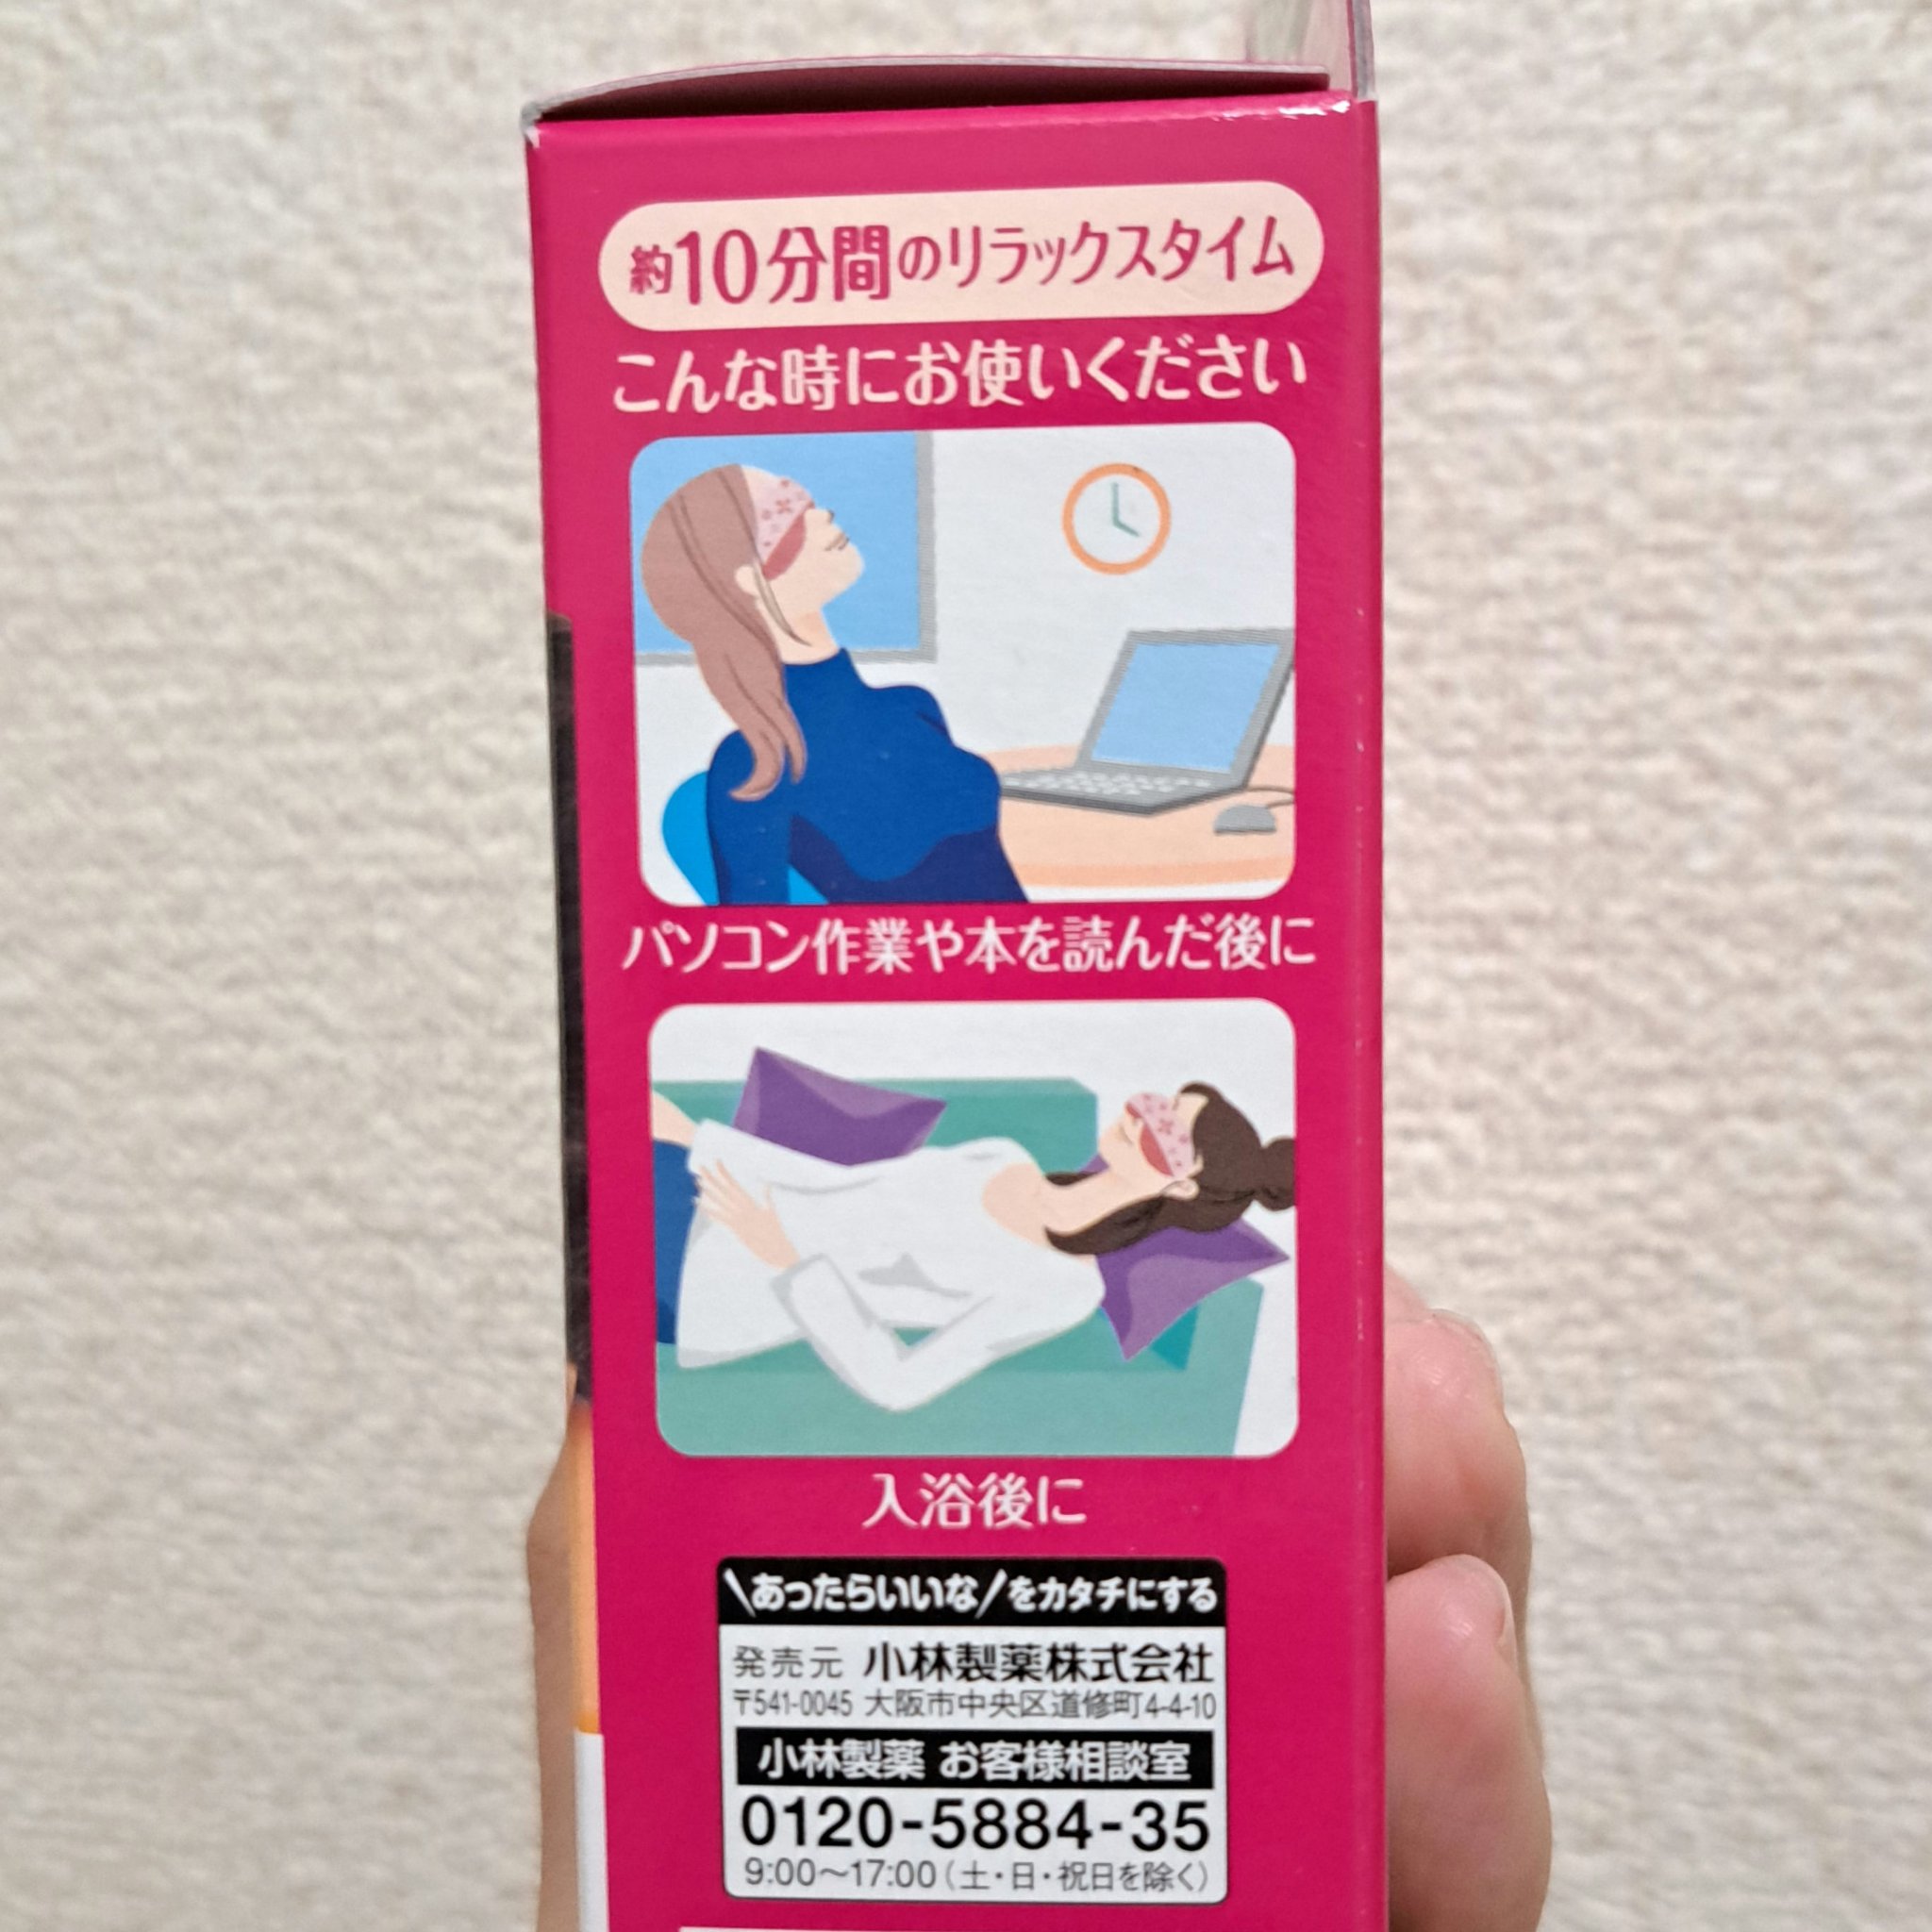 約10分間のリラックスタイム
こんな時にお使いください
パソコン作業や本を読んだ後に
入浴後に
\あったらいいな/をカタチにする
発売元 小林製薬株式会社
〒541-0045 大阪市中央区道修町4-4-10
小林製薬 お客様相談室
0120-5884-35
9:00〜17:00(土・日・祝日を除く)